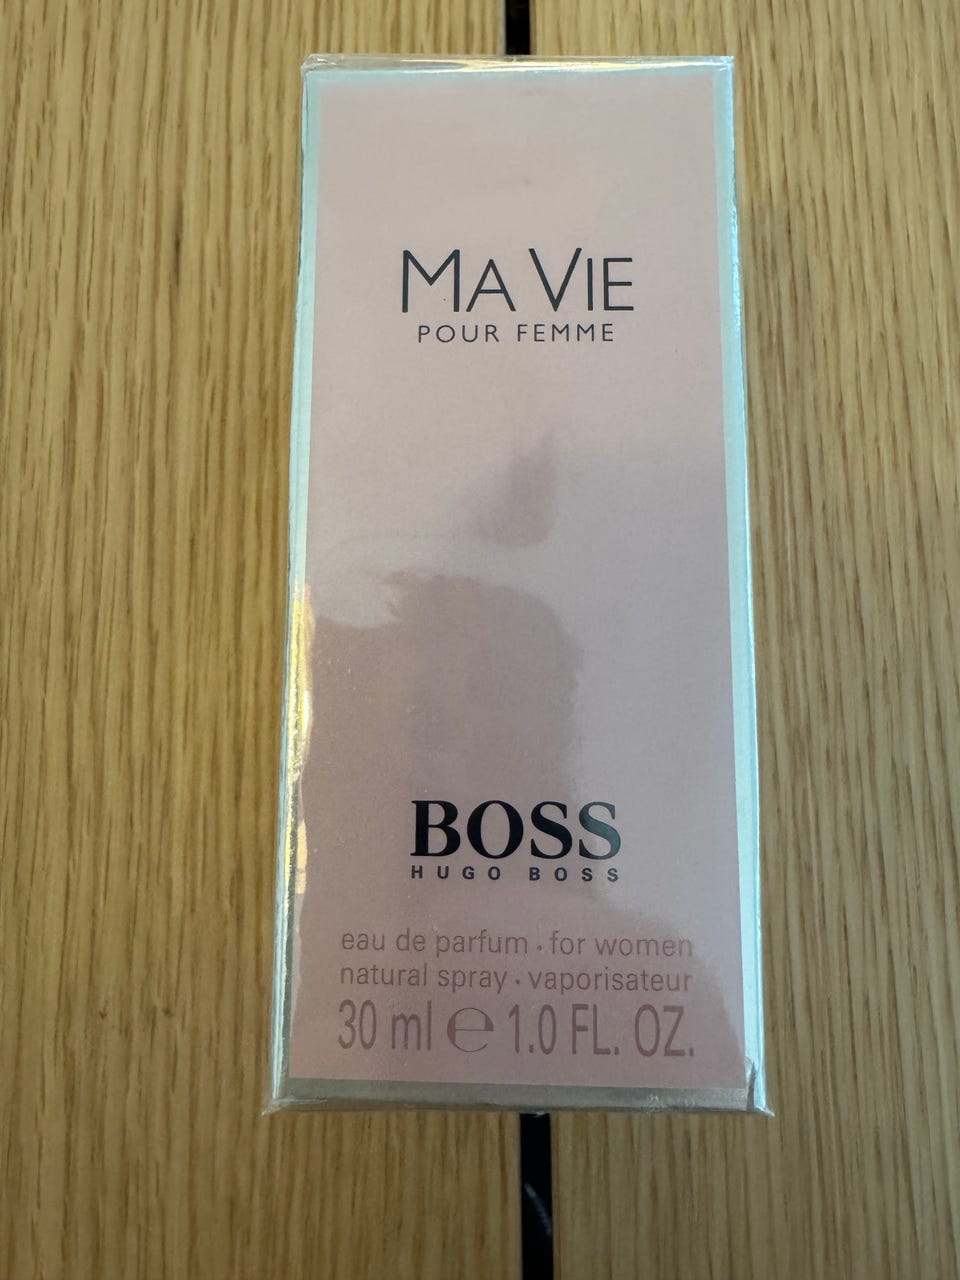 MA VIE
POUR FEMME
BOSS
HUGO BOSS
eau de parfum · for women
natural spray · vaporisateur
30 ml ℮ 1.0 FL. OZ.